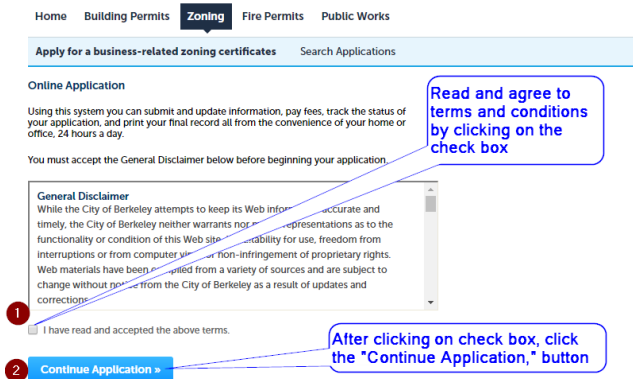 Home Building Permits Zoning Fire Permits Public Works
Apply for a business-related zoning certificates Search Applications
Online Application
Using this system you can submit and update information, pay fees, track the status of
your application, and print your final record all from the convenience of your home or
office, 24 hours a day.
You must accept the General Disclaimer below before beginning your application.
Read and agree to
terms and conditions
by clicking on the
check box
General Disclaimer
While the City of Berkeley attempts to keep its Web accurate and
timely, the City of Berkeley neither warrants nor representations as to the
functionality or condition of this Web site, for use, freedom from
interruptions or from computer or non-infringement of proprietary rights.
Web materials have been compiled from a variety of sources and are subject to
change without notice from the City of Berkeley as a result of updates and
corrections
1
I have read and accepted the above terms.
After clicking on check box, click
the "Continue Application," button
2
Continue Application »